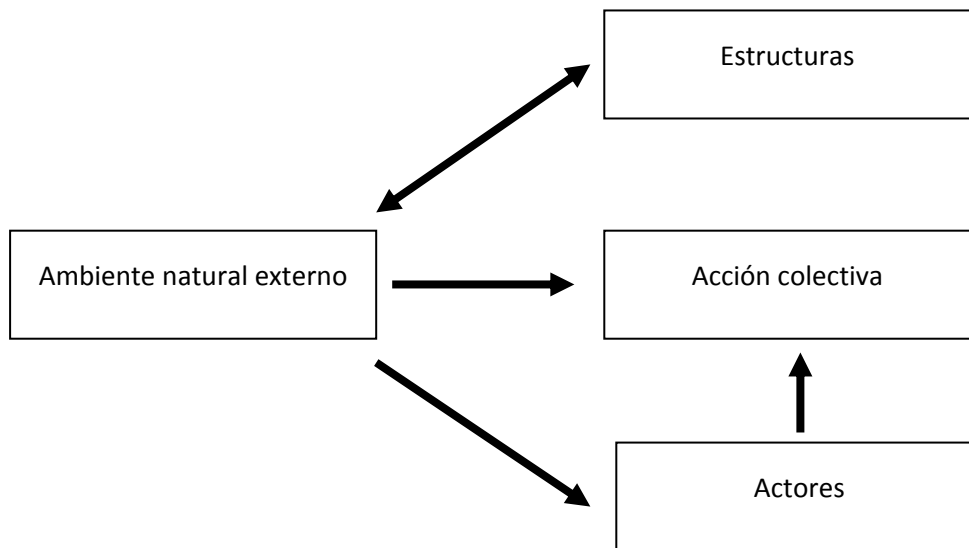 Estructuras
Ambiente natural externo
Acción colectiva
Actores